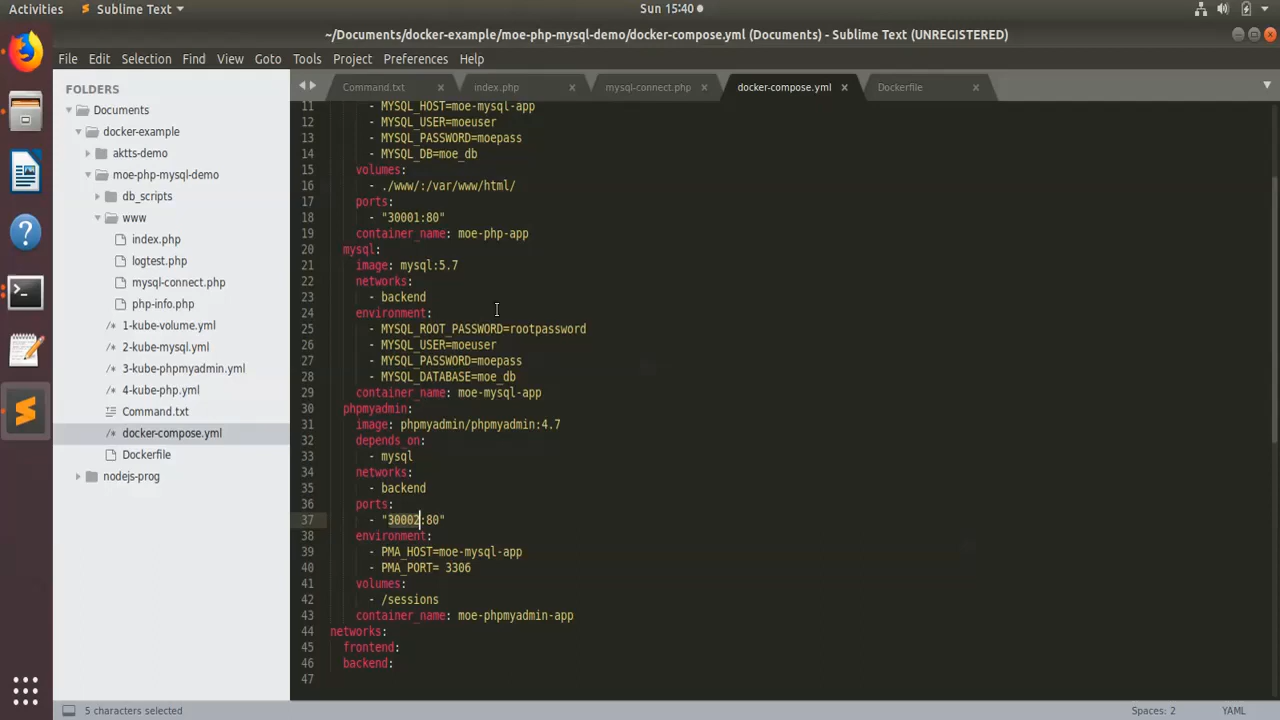 Activities
Sublime Text
Sun 15:40
~/Documents/docker-example/moe-php-mysql-demo/docker-compose.yml (Documents) - Sublime Text (UNREGISTERED)
File Edit Selection Find View Goto Tools Project Preferences Help
FOLDERS
Documents
docker-example
aktts-demo
moe-php-mysql-demo
db_scripts
www
index.php
logtest.php
mysql-connect.php
php-info.php
/* 1-kube-volume.yml
/* 2-kube-mysql.yml
/* 3-kube-phpmyadmin.yml
/* 4-kube-php.yml
Command.txt
/* docker-compose.yml
Dockerfile
nodejs-prog
Command.txt × index.php × mysql-connect.php × docker-compose.yml × Dockerfile ×
11 - MYSQL_HOST=moe-mysql-app
12 - MYSQL_USER=moeuser
13 - MYSQL_PASSWORD=moepass
14 - MYSQL_DB=moe_db
15 volumes:
16 - ./www/:/var/www/html/
17 ports:
18 - "30001:80"
19 container_name: moe-php-app
20 mysql:
21 image: mysql:5.7
22 networks:
23 - backend
24 environment:
25 - MYSQL_ROOT_PASSWORD=rootpassword
26 - MYSQL_USER=moeuser
27 - MYSQL_PASSWORD=moepass
28 - MYSQL_DATABASE=moe_db
29 container_name: moe-mysql-app
30 phpmyadmin:
31 image: phpmyadmin/phpmyadmin:4.7
32 depends_on:
33 - mysql
34 networks:
35 - backend
36 ports:
37 - "30002:80"
38 environment:
39 - PMA_HOST=moe-mysql-app
40 - PMA_PORT= 3306
41 volumes:
42 - /sessions
43 container_name: moe-phpmyadmin-app
44 networks:
45 frontend:
46 backend:
47
5 characters selected
Spaces: 2
YAML